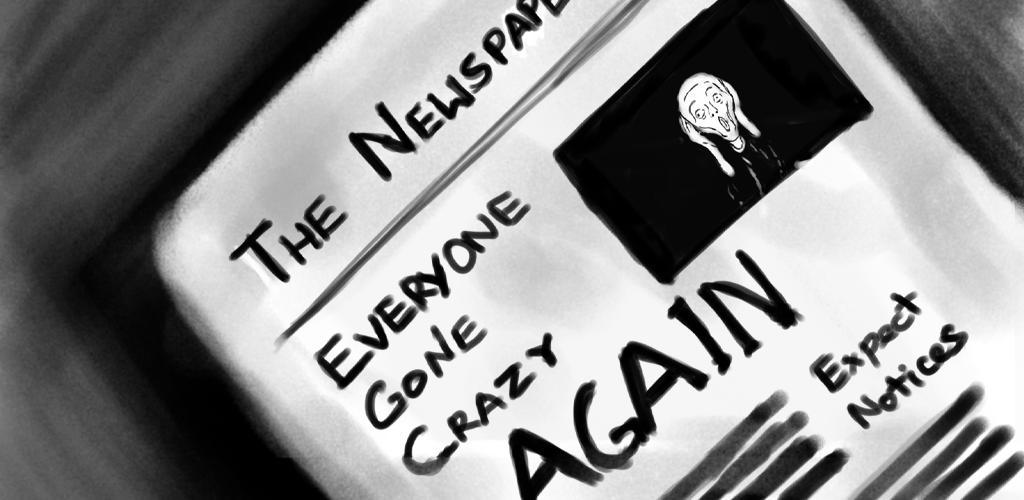 THE NEWSPAPE
EVERYONE
GONE
CRAZY
AGAIN
Expect
Notices